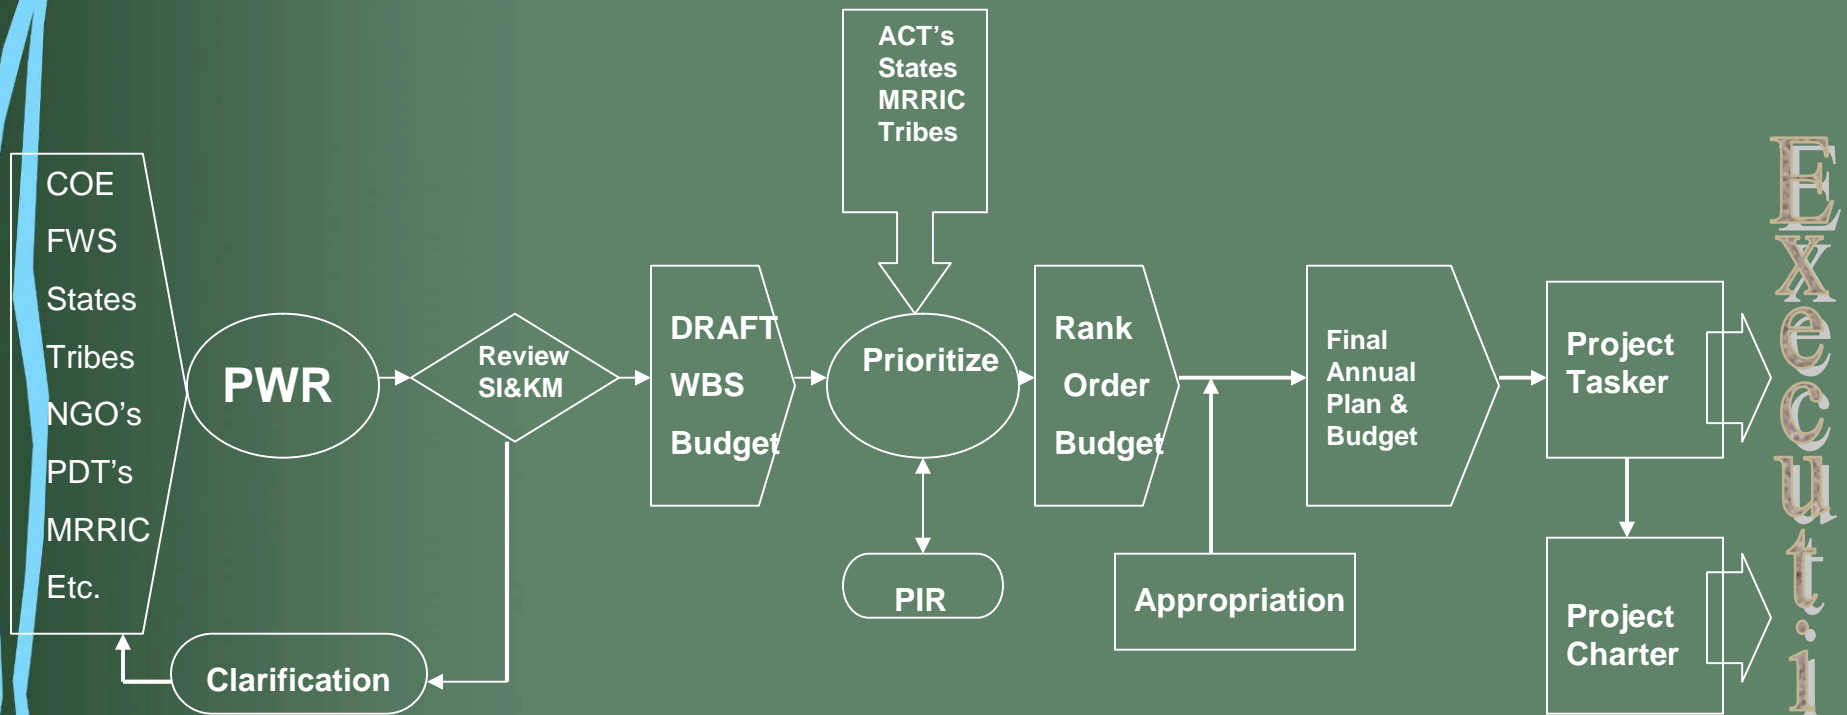 ACT’s
States
MRRIC
Tribes
COE
FWS
States
Tribes
NGO’s
PDT’s
MRRIC
Etc.
PWR
Review
SI&KM
DRAFT
WBS
Budget
Prioritize
Rank
Order
Budget
Final
Annual
Plan &
Budget
Project
Tasker
PIR
Appropriation
Project
Charter
Clarification